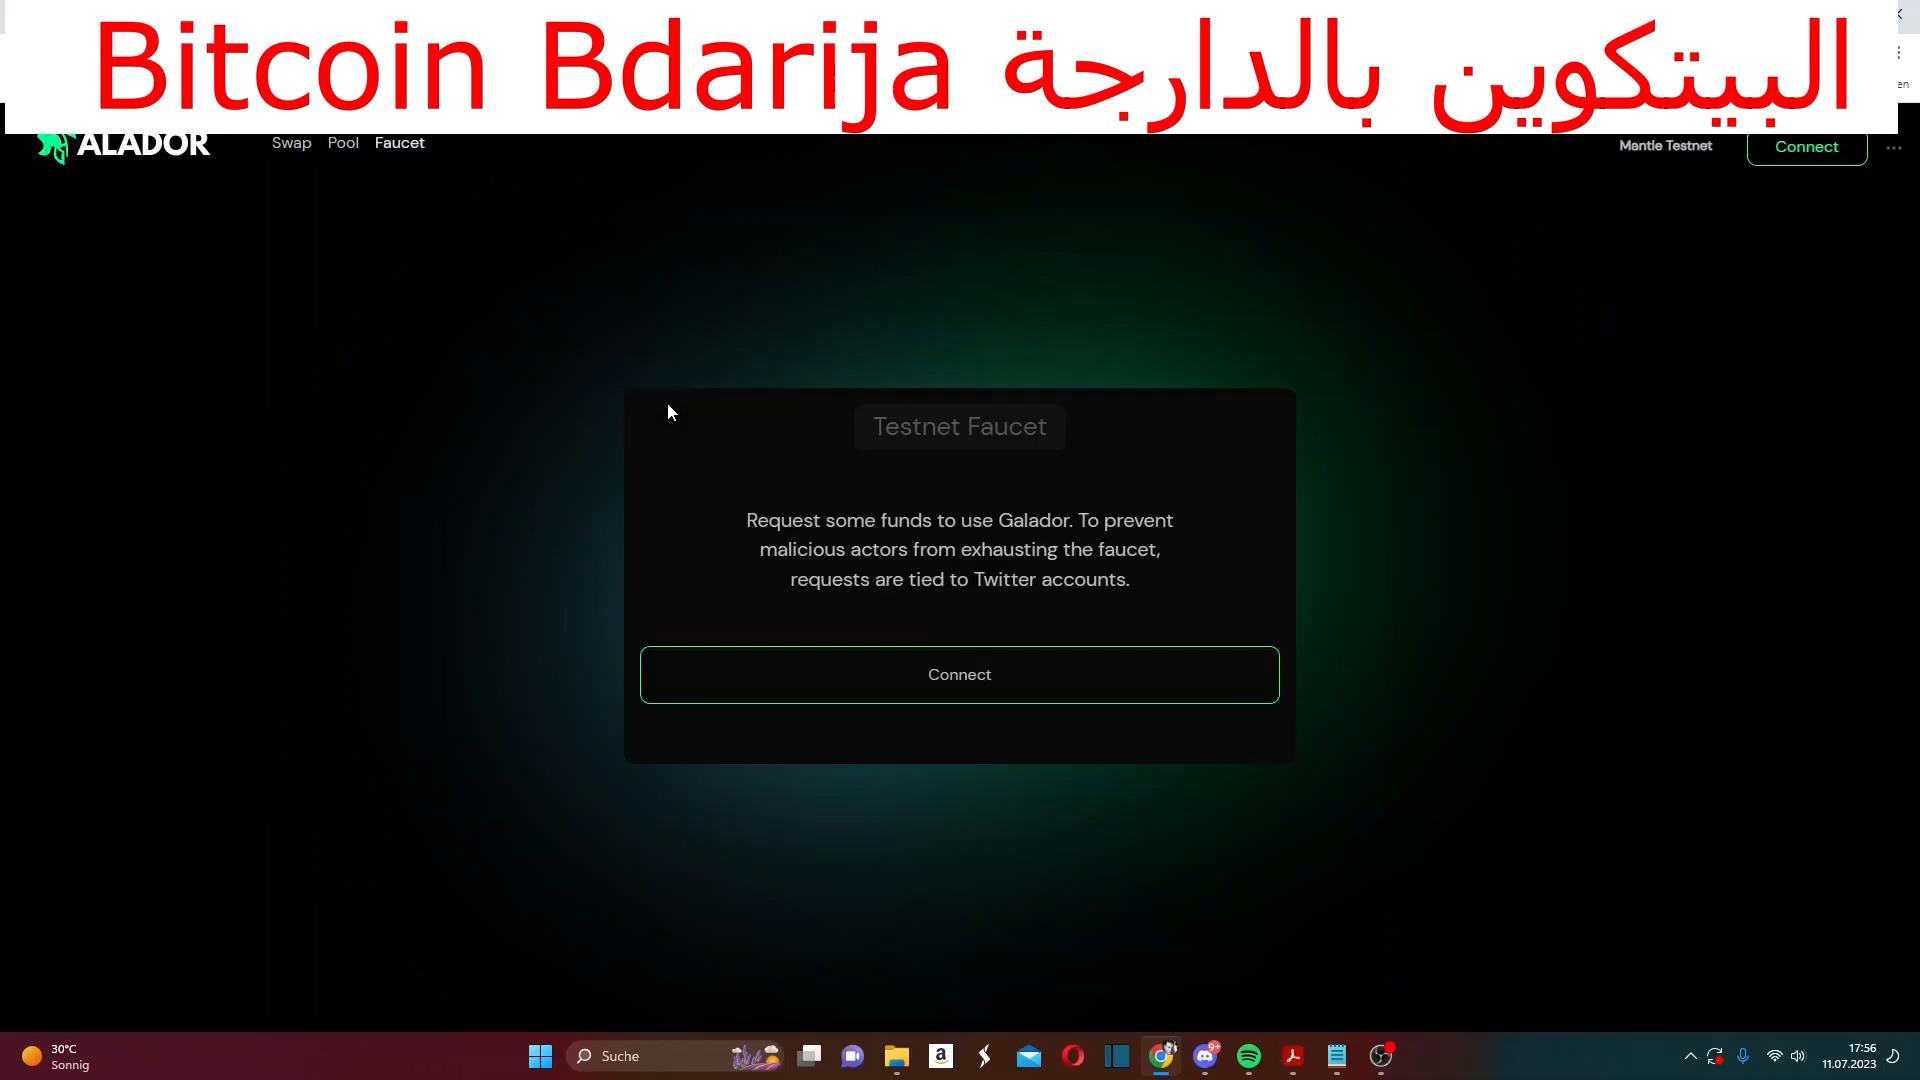 Bitcoin Bdarija البيتكوين بالدارجة
ALADOR
Swap Pool Faucet
Mantle Testnet
Connect
Testnet Faucet
Request some funds to use Galador. To prevent
malicious actors from exhausting the faucet,
requests are tied to Twitter accounts.
Connect
30°C
Sonnig
Suche
9+
17:56
11.07.2023